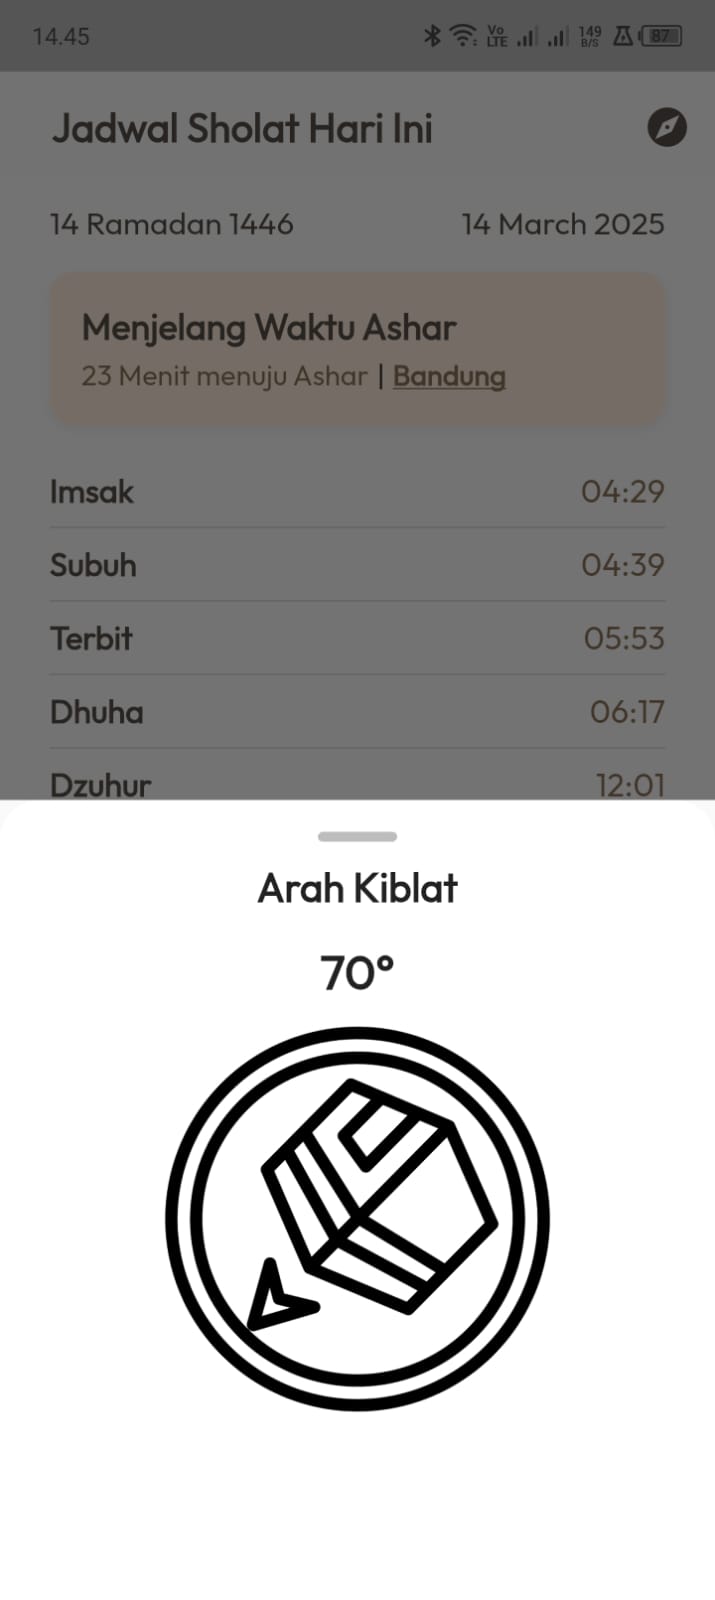 14.45
Vo LTE 149 B/S 87
Jadwal Sholat Hari Ini
14 Ramadan 1446 14 March 2025
Menjelang Waktu Ashar
23 Menit menuju Ashar | Bandung
Imsak 04:29
Subuh 04:39
Terbit 05:53
Dhuha 06:17
Dzuhur 12:01
Arah Kiblat
70°